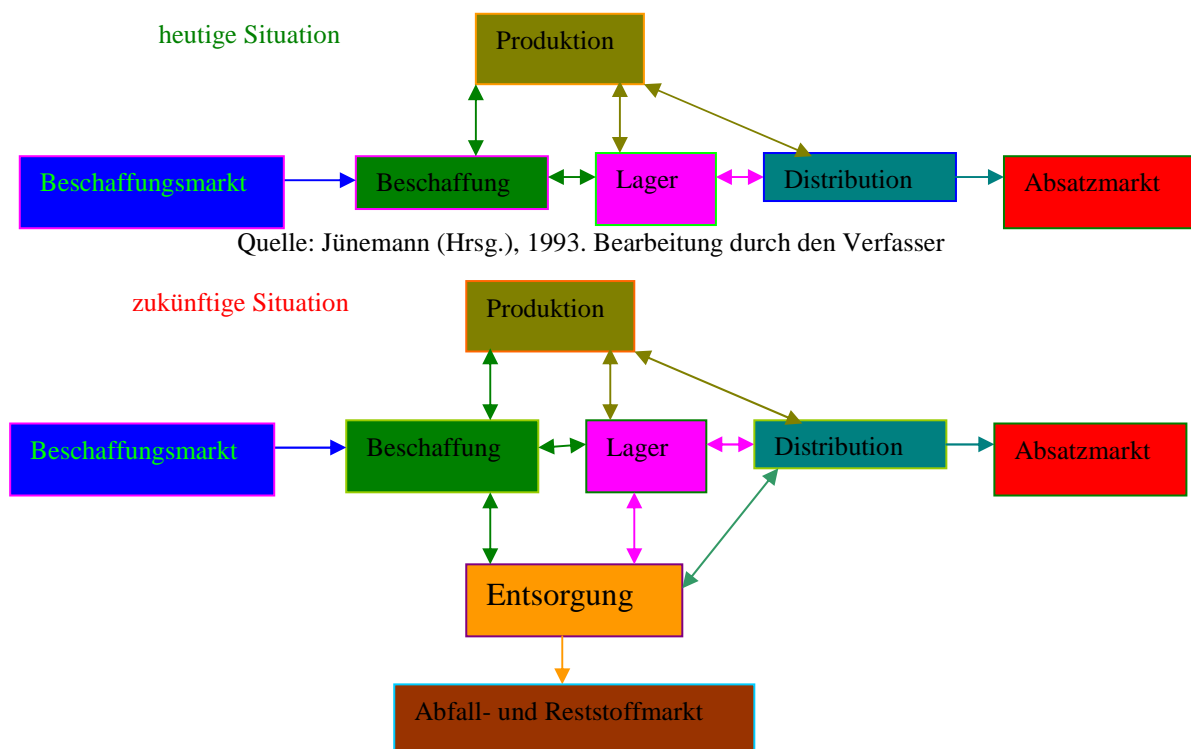 heutige Situation
Produktion
Beschaffungsmarkt
Beschaffung
Lager
Distribution
Absatzmarkt
Quelle: Jünemann (Hrsg.), 1993. Bearbeitung durch den Verfasser
zukünftige Situation
Produktion
Beschaffungsmarkt
Beschaffung
Lager
Distribution
Absatzmarkt
Entsorgung
Abfall- und Reststoffmarkt